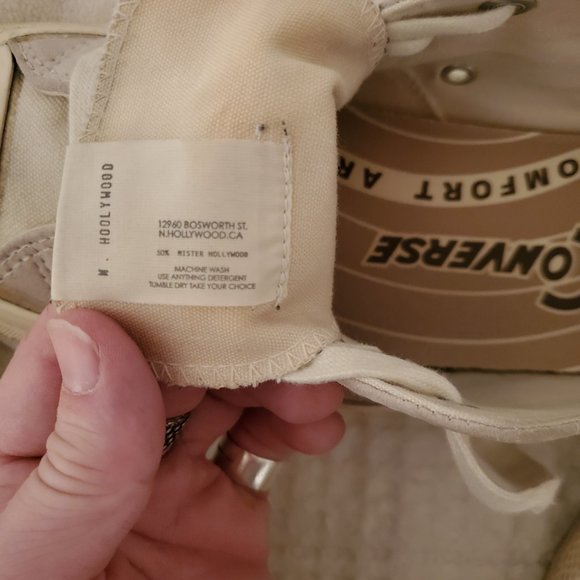 N. HOOLYWOOD
12960 BOSWORTH ST.
N.HOLLYWOOD.CA
50% MISTER HOLLYWOOD
MACHINE WASH
USE ANYTHING DETERGENT
TUMBLE DRY TAKE YOUR CHOICE
COMFORT AR
CONVERSE